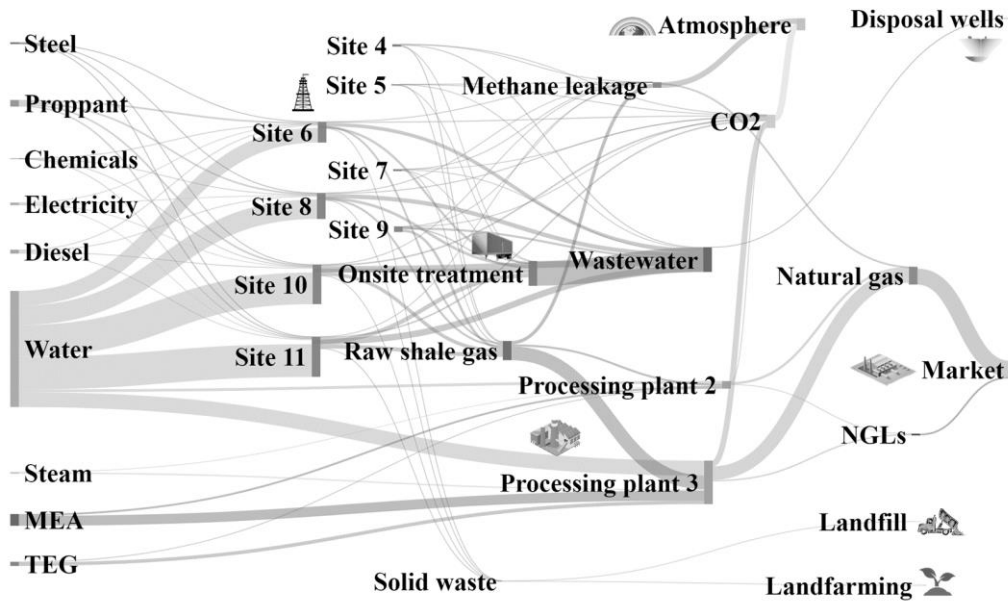 Steel
Proppant
Chemicals
Electricity
Diesel
Water
Steam
MEA
TEG
Site 4
Site 5
Site 6
Site 7
Site 8
Site 9
Site 10
Site 11
Onsite treatment
Raw shale gas
Solid waste
Methane leakage
Wastewater
Processing plant 2
Processing plant 3
Atmosphere
CO2
Disposal wells
Natural gas
Market
NGLs
Landfill
Landfarming